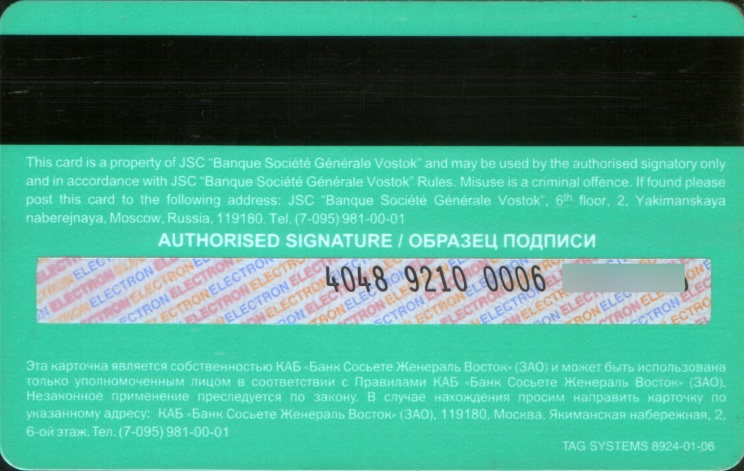 This card is a property of JSC "Banque Société Générale Vostok" and may be used by the authorised signatory only
and in accordance with JSC "Banque Société Générale Vostok" Rules. Misuse is a criminal offence. If found please
post this card to the following address: JSC "Banque Société Générale Vostok", 6th floor, 2, Yakimanskaya
naberejnaya, Moscow, Russia, 119180. Tel. (7-095) 981-00-01
AUTHORISED SIGNATURE / ОБРАЗЕЦ ПОДПИСИ
ELECTRON ELECTRON ELECTRON ELECTRON
4048 9210 0006
Эта карточка является собственностью КАБ «Банк Сосьете Женераль Восток» (ЗАО) и может быть использована
только уполномоченным лицом в соответствии с Правилами КАБ «Банк Сосьете Женераль Восток» (ЗАО).
Незаконное применение преследуется по закону. В случае нахождения просим направить карточку по
указанному адресу: КАБ «Банк Сосьете Женераль Восток» (ЗАО), 119180, Москва, Якиманская набережная, 2,
6-ой этаж. Тел. (7-095) 981-00-01
TAG SYSTEMS 8924-01-06